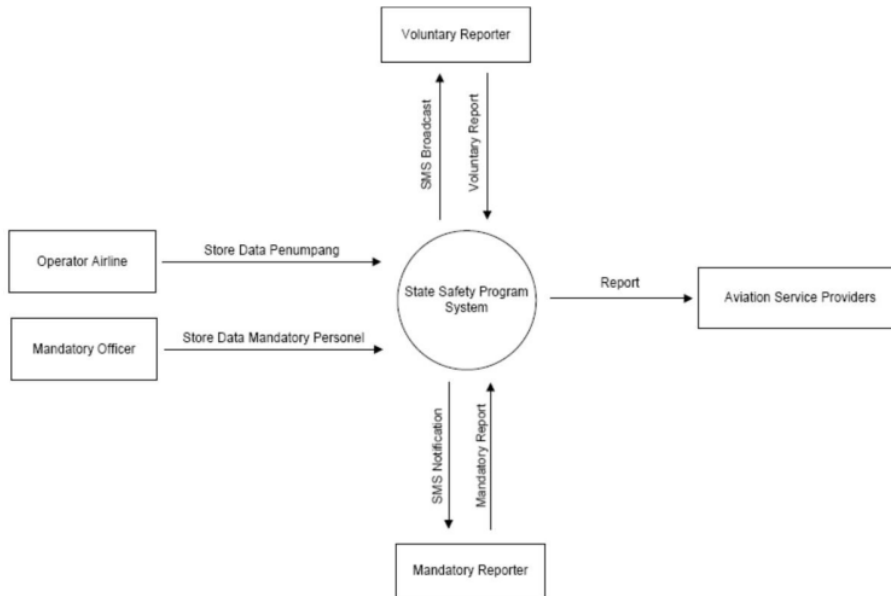 Voluntary Reporter
SMS Broadcast
Voluntary Report
Operator Airline
Store Data Penumpang
State Safety Program
System
Report
Aviation Service Providers
Mandatory Officer
Store Data Mandatory Personel
SMS Notification
Mandatory Report
Mandatory Reporter